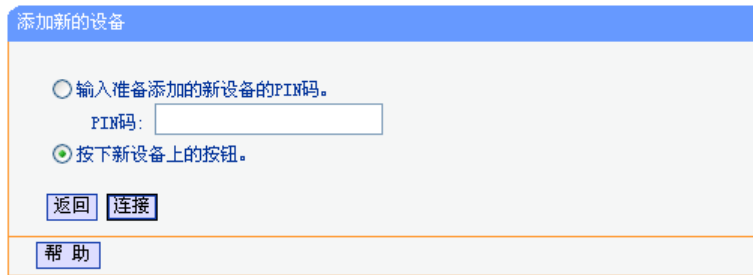 添加新的设备
输入准备添加的新设备的PIN码。
PIN码:
按下新设备上的按钮。
返回 连接
帮 助